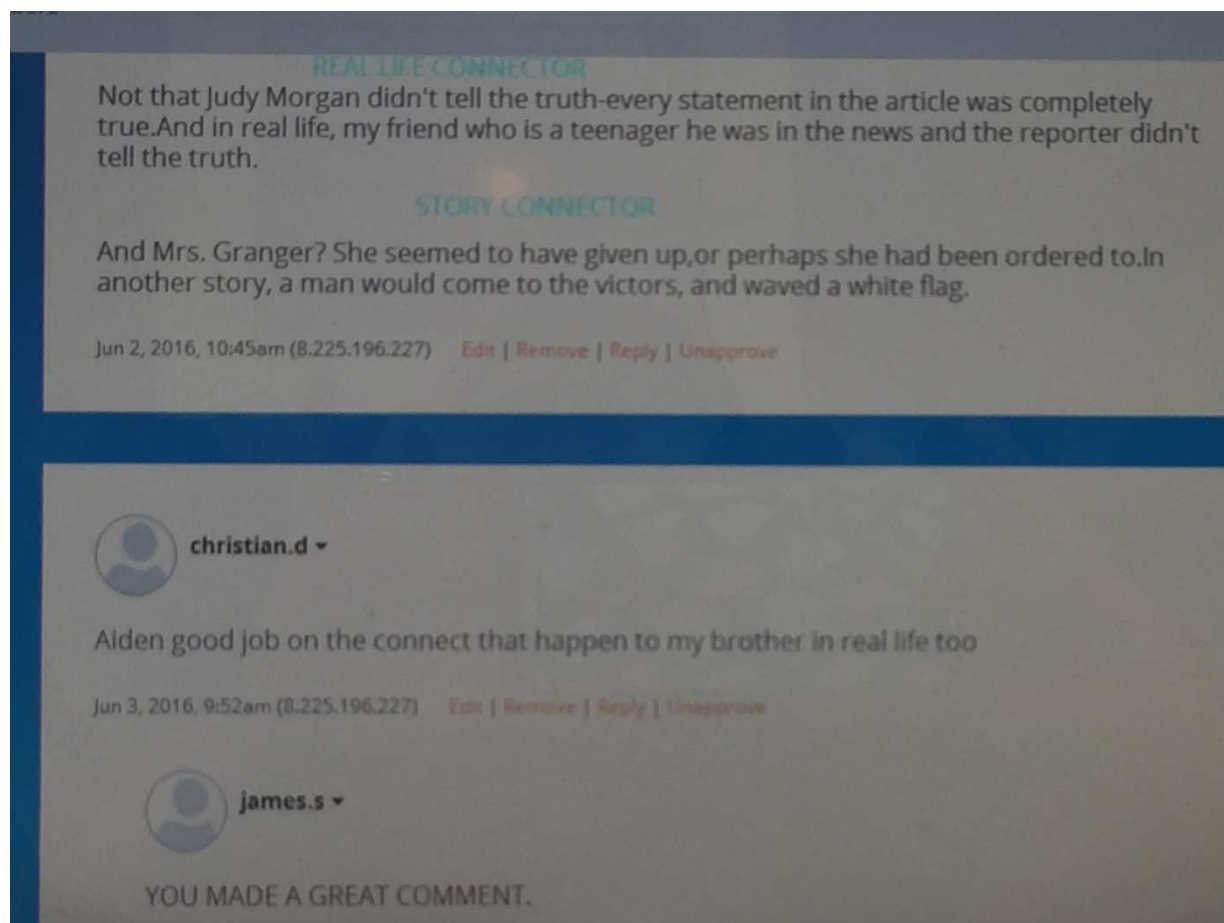 REAL LIFE CONNECTOR
Not that Judy Morgan didn't tell the truth-every statement in the article was completely
true.And in real life, my friend who is a teenager he was in the news and the reporter didn't
tell the truth.
STORY CONNECTOR
And Mrs. Granger? She seemed to have given up,or perhaps she had been ordered to.In
another story, a man would come to the victors, and waved a white flag.
Jun 2, 2016, 10:45am (8.225.196.227) Edit | Remove | Reply | Unapprove
christian.d
Aiden good job on the connect that happen to my brother in real life too
Jun 3, 2016, 9:52am (8.225.196.227) Edit | Remove | Reply | Unapprove
james.s
YOU MADE A GREAT COMMENT.